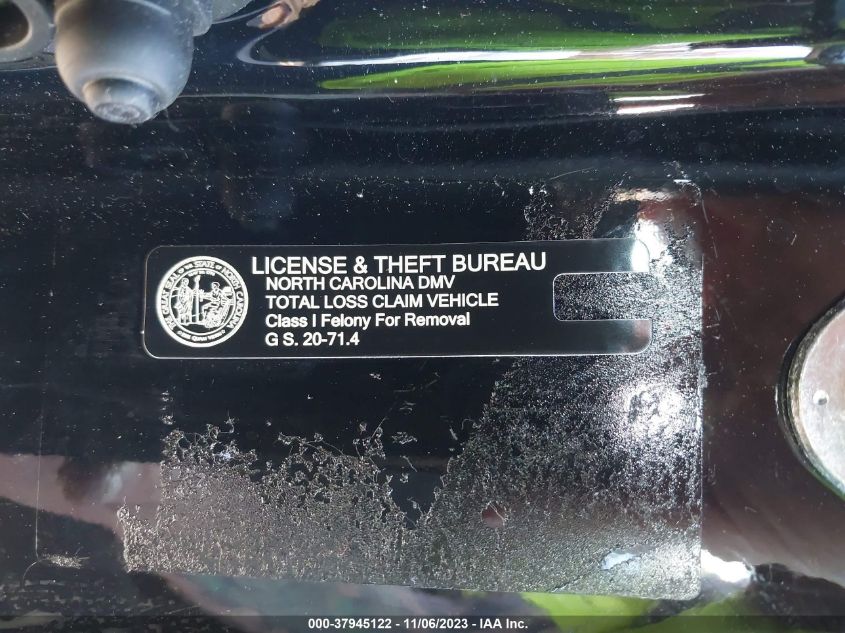 LICENSE & THEFT BUREAU
NORTH CAROLINA DMV
TOTAL LOSS CLAIM VEHICLE
Class I Felony For Removal
G S. 20-71.4
000-37945122 - 11/06/2023 - IAA Inc.